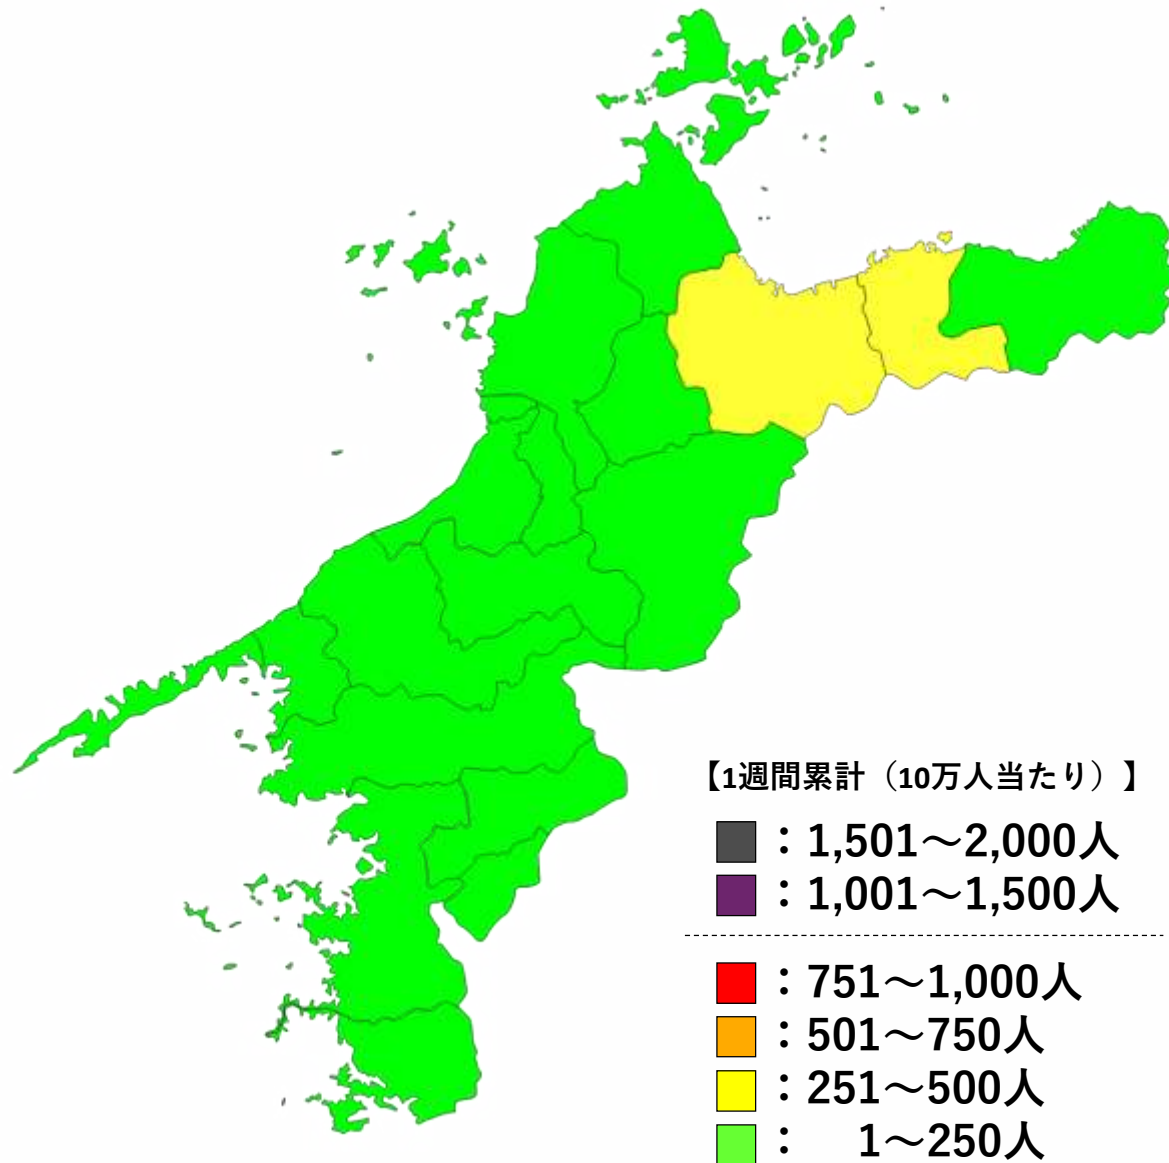 【1週間累計（10万人当たり）】
：1,501～2,000人
：1,001～1,500人
：751～1,000人
：501～750人
：251～500人
：　1～250人